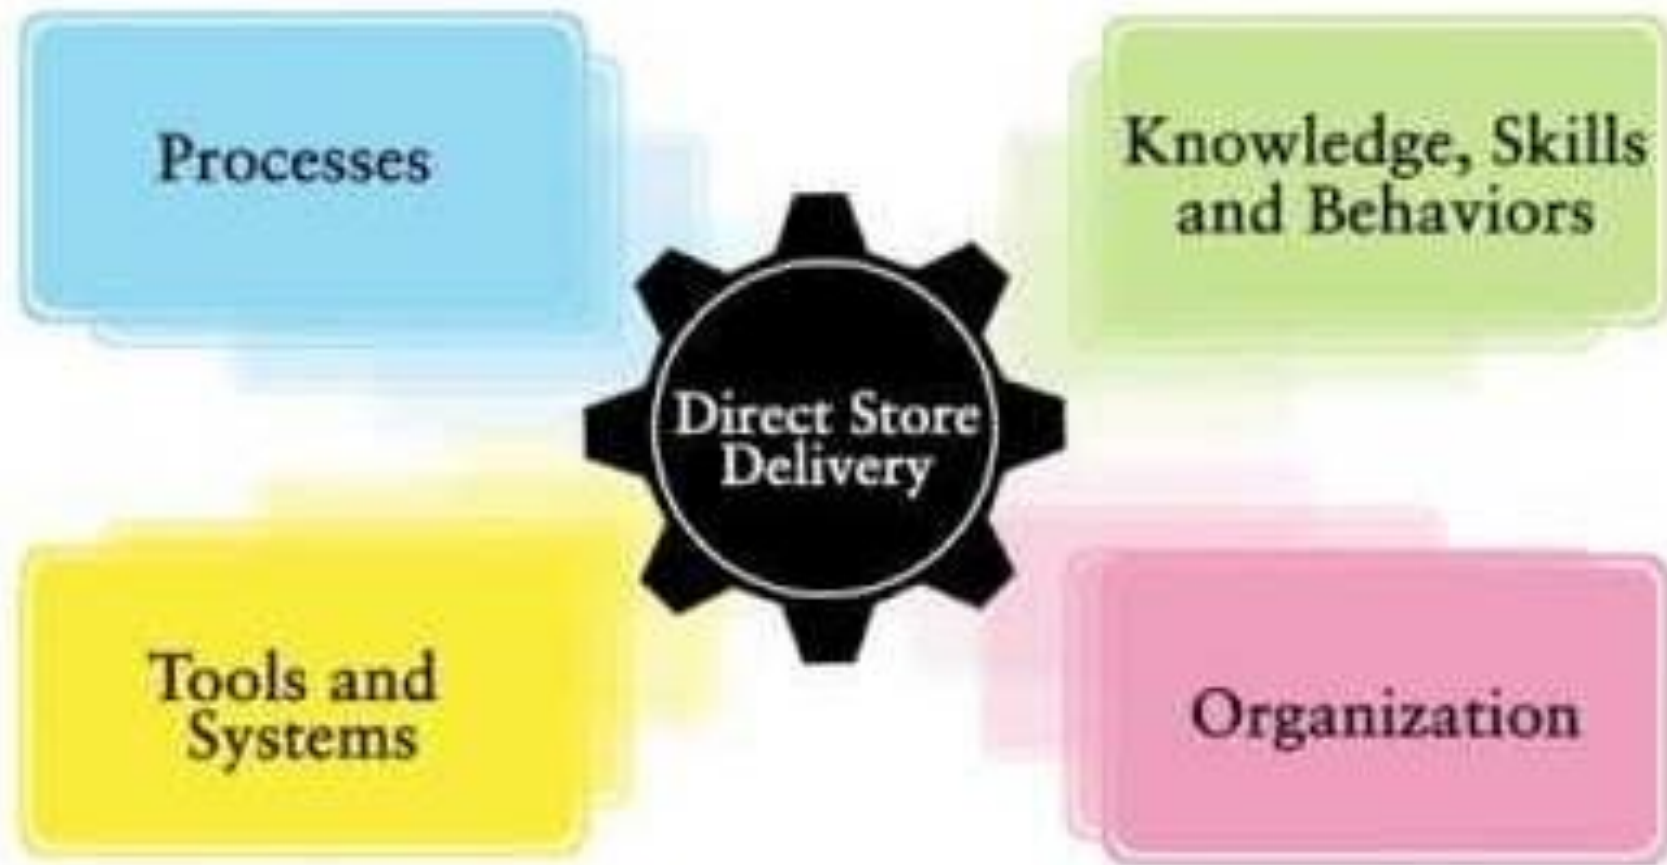 Processes
Knowledge, Skills
and Behaviors
Direct Store
Delivery
Tools and
Systems
Organization